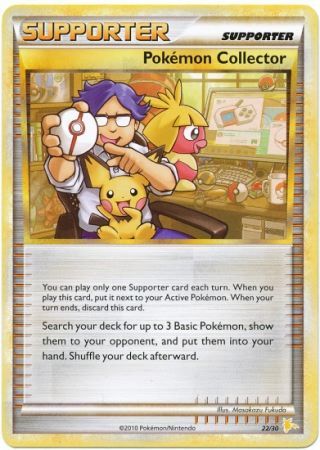 SUPPORTER
SUPPORTER
Pokémon Collector
You can play only one Supporter card each turn. When you
play this card, put it next to your Active Pokémon. When your
turn ends, discard this card.
Search your deck for up to 3 Basic Pokémon, show
them to your opponent, and put them into your
hand. Shuffle your deck afterward.
Illus. Masakazu Fukuda
©2010 Pokémon/Nintendo
22/30